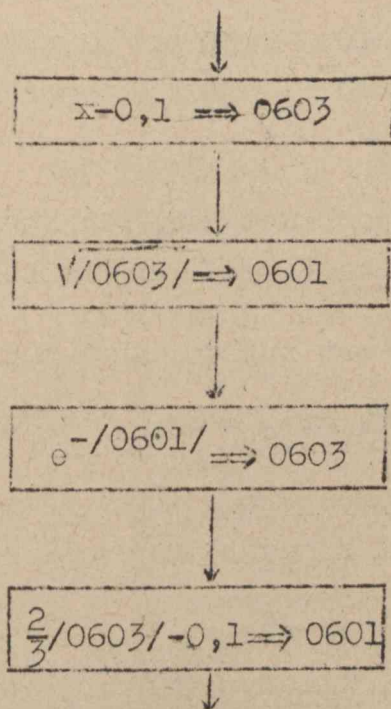 x-0,1 ⟹ 0603
√/0603/ ⟹ 0601
e^-/0601/ ⟹ 0603
2/3/0603/-0,1 ⟹ 0601